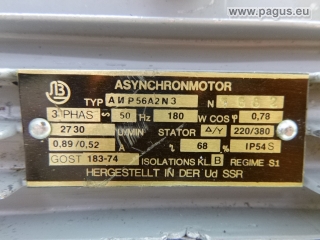 www.pagus.eu
ASYNCHRONMOTOR
TYP АИР56A2N3 N
3 PHAS S 50 Hz 180 W COS φ 0,78
2730 U/MIN STATOR Δ/Y 220/380
0.89/0,52 A 68 % IP54S
GOST 183-74 ISOLATIONS KL B REGIME S1
HERGESTELLT IN DER Ud SSR